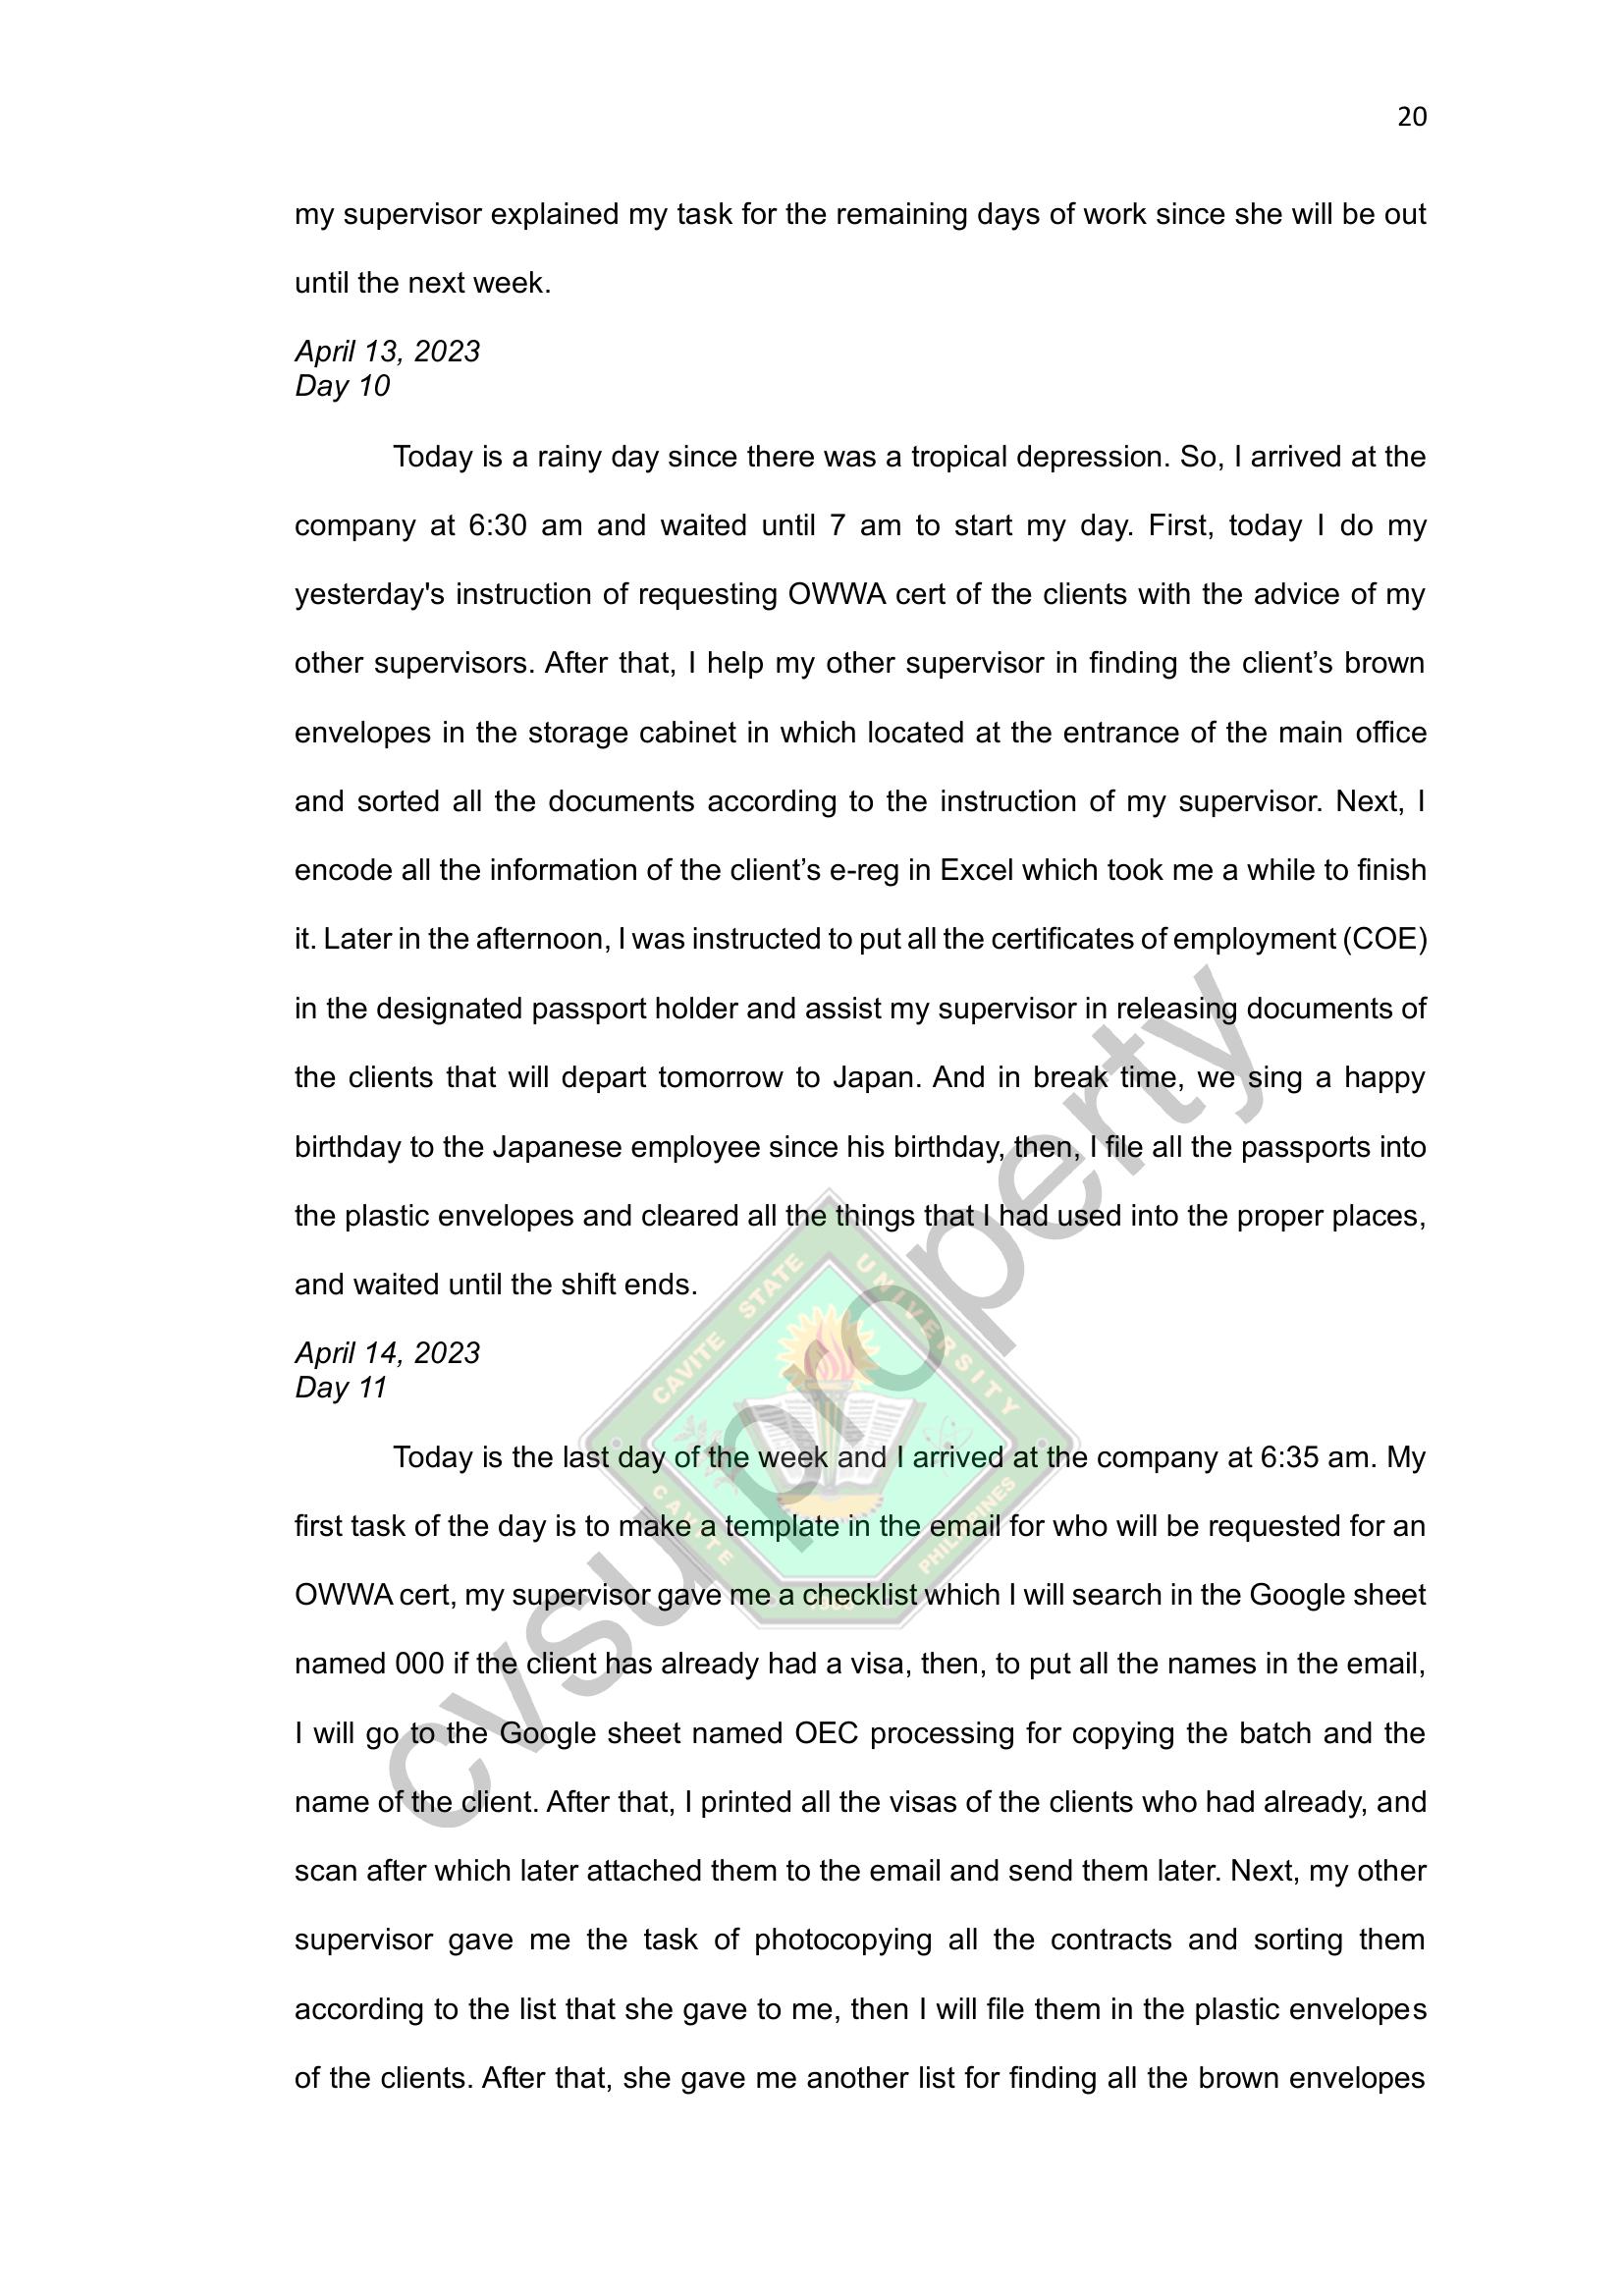 20
my supervisor explained my task for the remaining days of work since she will be out
until the next week.
April 13, 2023
Day 10
Today is a rainy day since there was a tropical depression. So, I arrived at the
company at 6:30 am and waited until 7 am to start my day. First, today I do my
yesterday's instruction of requesting OWWA cert of the clients with the advice of my
other supervisors. After that, I help my other supervisor in finding the client’s brown
envelopes in the storage cabinet in which located at the entrance of the main office
and sorted all the documents according to the instruction of my supervisor. Next, I
encode all the information of the client’s e-reg in Excel which took me a while to finish
it. Later in the afternoon, I was instructed to put all the certificates of employment (COE)
in the designated passport holder and assist my supervisor in releasing documents of
the clients that will depart tomorrow to Japan. And in break time, we sing a happy
birthday to the Japanese employee since his birthday, then, I file all the passports into
the plastic envelopes and cleared all the things that I had used into the proper places,
and waited until the shift ends.
April 14, 2023
Day 11
Today is the last day of the week and I arrived at the company at 6:35 am. My
first task of the day is to make a template in the email for who will be requested for an
OWWA cert, my supervisor gave me a checklist which I will search in the Google sheet
named 000 if the client has already had a visa, then, to put all the names in the email,
I will go to the Google sheet named OEC processing for copying the batch and the
name of the client. After that, I printed all the visas of the clients who had already, and
scan after which later attached them to the email and send them later. Next, my other
supervisor gave me the task of photocopying all the contracts and sorting them
according to the list that she gave to me, then I will file them in the plastic envelopes
of the clients. After that, she gave me another list for finding all the brown envelopes
cvsu property
CAVITE STATE UNIVERSITY
CAVITE PHILIPPINES